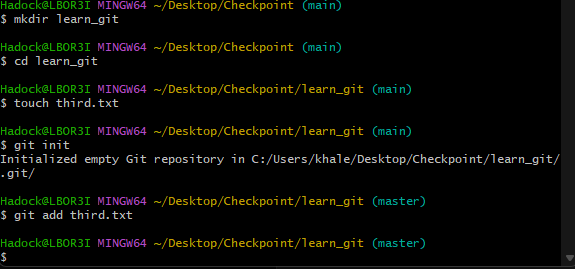 Hadock@LBOR3I MINGW64 ~/Desktop/Checkpoint (main)
$ mkdir learn_git
Hadock@LBOR3I MINGW64 ~/Desktop/Checkpoint (main)
$ cd learn_git
Hadock@LBOR3I MINGW64 ~/Desktop/Checkpoint/learn_git (main)
$ touch third.txt
Hadock@LBOR3I MINGW64 ~/Desktop/Checkpoint/learn_git (main)
$ git init
Initialized empty Git repository in C:/Users/khale/Desktop/Checkpoint/learn_git/
.git/
Hadock@LBOR3I MINGW64 ~/Desktop/Checkpoint/learn_git (master)
$ git add third.txt
Hadock@LBOR3I MINGW64 ~/Desktop/Checkpoint/learn_git (master)
$